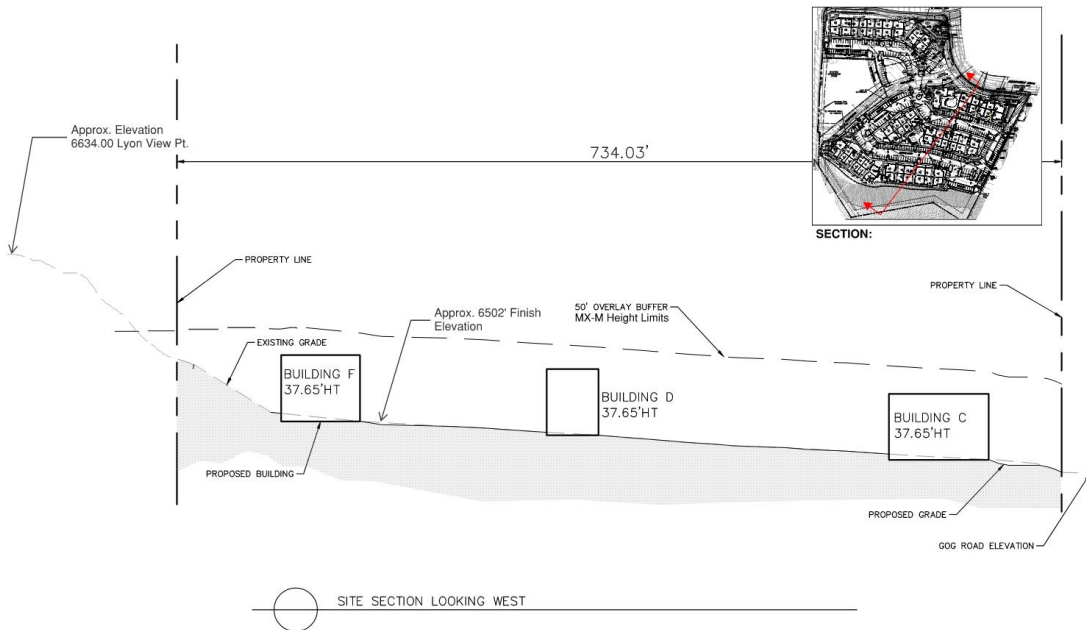 Approx. Elevation
6634.00 Lyon View Pt.
734.03'
SECTION:
PROPERTY LINE
PROPERTY LINE
50' OVERLAY BUFFER
MX-M Height Limits
Approx. 6502' Finish
Elevation
EXISTING GRADE
BUILDING F
37.65'HT
BUILDING D
37.65'HT
BUILDING C
37.65'HT
PROPOSED BUILDING
PROPOSED GRADE
GOG ROAD ELEVATION
SITE SECTION LOOKING WEST